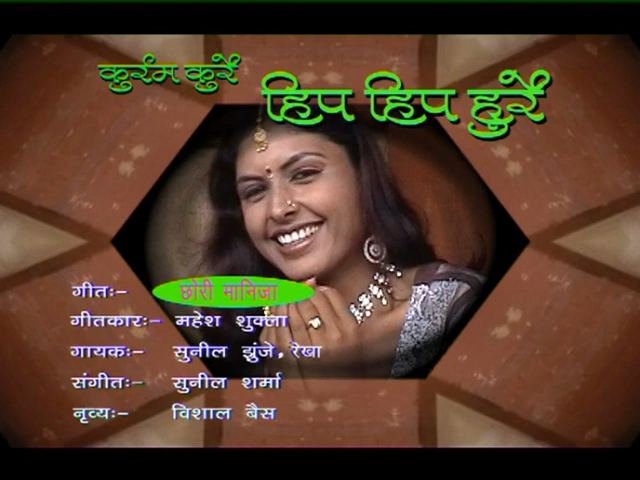 कुर्रम कुर्रे
हिप हिप हुर्रे
गीतः- छोरी मानिजा
गीतकारः- महेश शुक्ला
गायकः- सुनील झुंजे, रेखा
संगीतः- सुनील शर्मा
नृत्यः- विशाल बैस